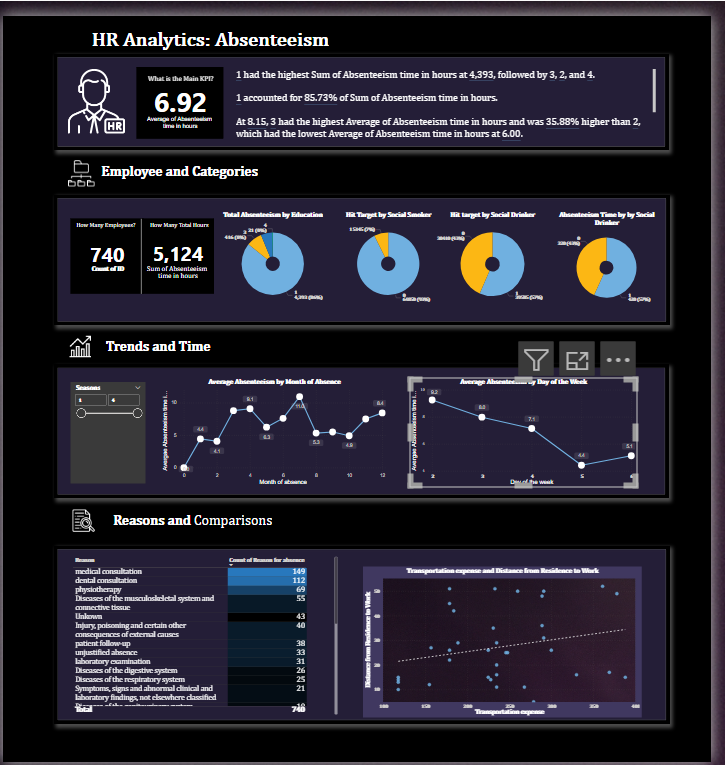 HR Analytics: Absenteeism
HR
What is the Main KPI?
6.92
Average of Absenteeism
time in hours
1 had the highest Sum of Absenteeism time in hours at 4,393, followed by 3, 2, and 4.
1 accounted for 85.73% of Sum of Absenteeism time in hours.
At 8.15, 3 had the highest Average of Absenteeism time in hours and was 35.88% higher than 2,
which had the lowest Average of Absenteeism time in hours at 6.00.
Employee and Categories
How Many Employees?
740
Count of ID
How Many Total Hours
5,124
Sum of Absenteeism
time in hours
Total Absenteeism by Education
1
4,393 (86%)
Hit Target by Social Smoker
Hit target by Social Drinker
Absenteeism Time by by Social
Drinker
Trends and Time
Seasons
1 4
Average Absenteeism by Month of Absence
10
5
0
4.4
4.1
9.1
6.3
11.0
5.3
4.9
8.4
0 2 4 6 8 10 12
Month of absence
Average Absenteeism by Day of the Week
9.2
8.0
7.1
4.4
5.1
2 3 4 5 6
Day of the week
Reasons and Comparisons
Reason Count of Reason for absence
medical consultation 149
dental consultation 112
physiotherapy 69
Diseases of the musculoskeletal system and 55
connective tissue
Unkown 43
Injury, poisoning and certain other 40
consequences of external causes
patient follow-up 38
unjustified absence 33
laboratory examination 31
Diseases of the digestive system 26
Diseases of the respiratory system 25
Symptoms, signs and abnormal clinical and 21
laboratory findings, not elsewhere classified
Total 740
Transportation expense and Distance from Residence to Work
Distance from Residence to Work
50
40
30
20
10
100 150 200 250 300 350 400
Transportation expense